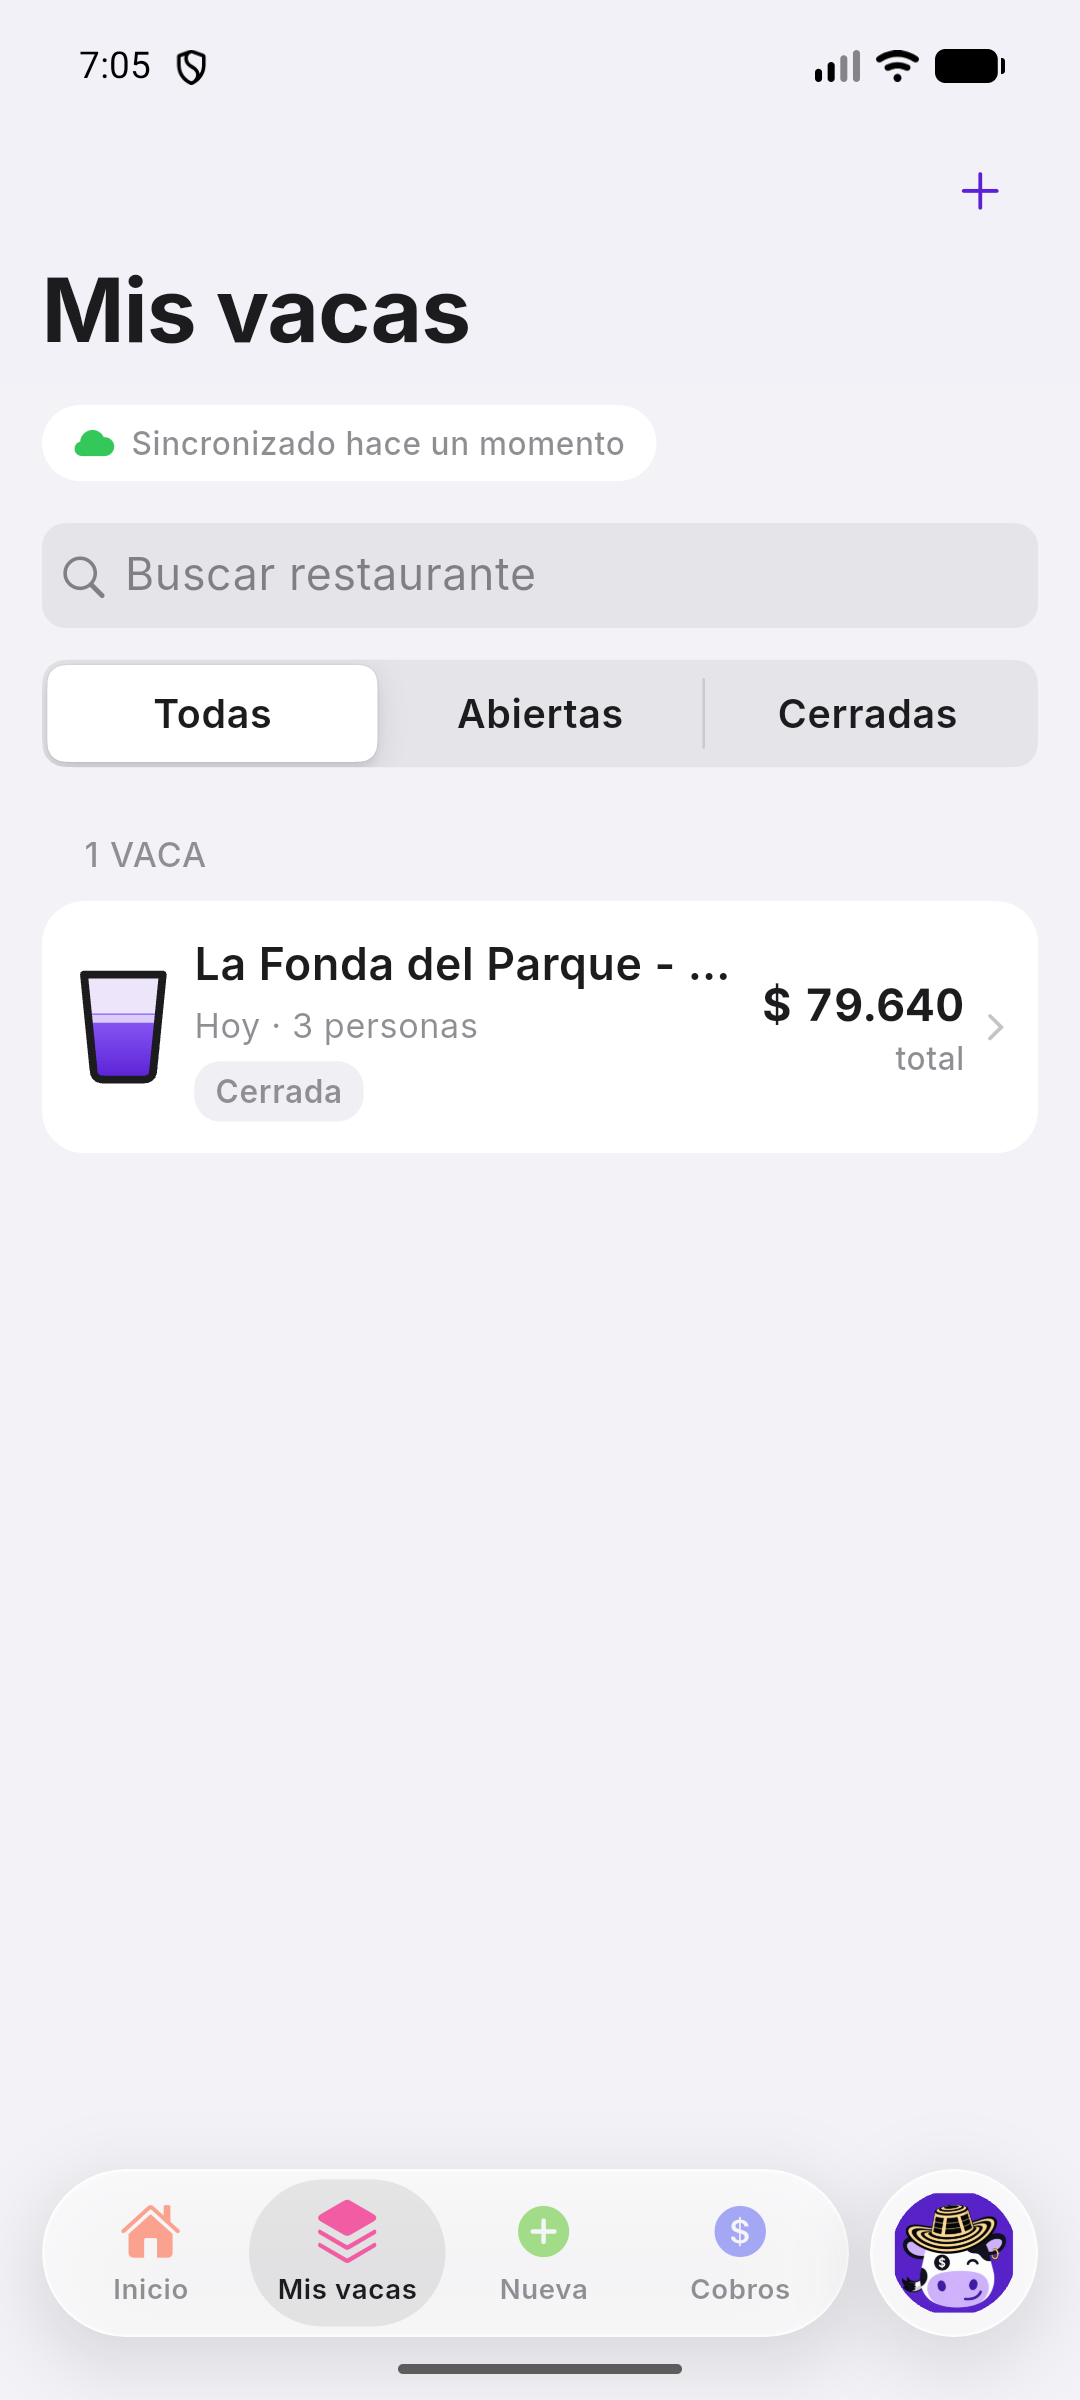 7:05
Mis vacas
Sincronizado hace un momento
Buscar restaurante
Todas
Abiertas
Cerradas
1 VACA
La Fonda del Parque - ...
Hoy · 3 personas
Cerrada
$ 79.640
total
Inicio
Mis vacas
Nueva
Cobros